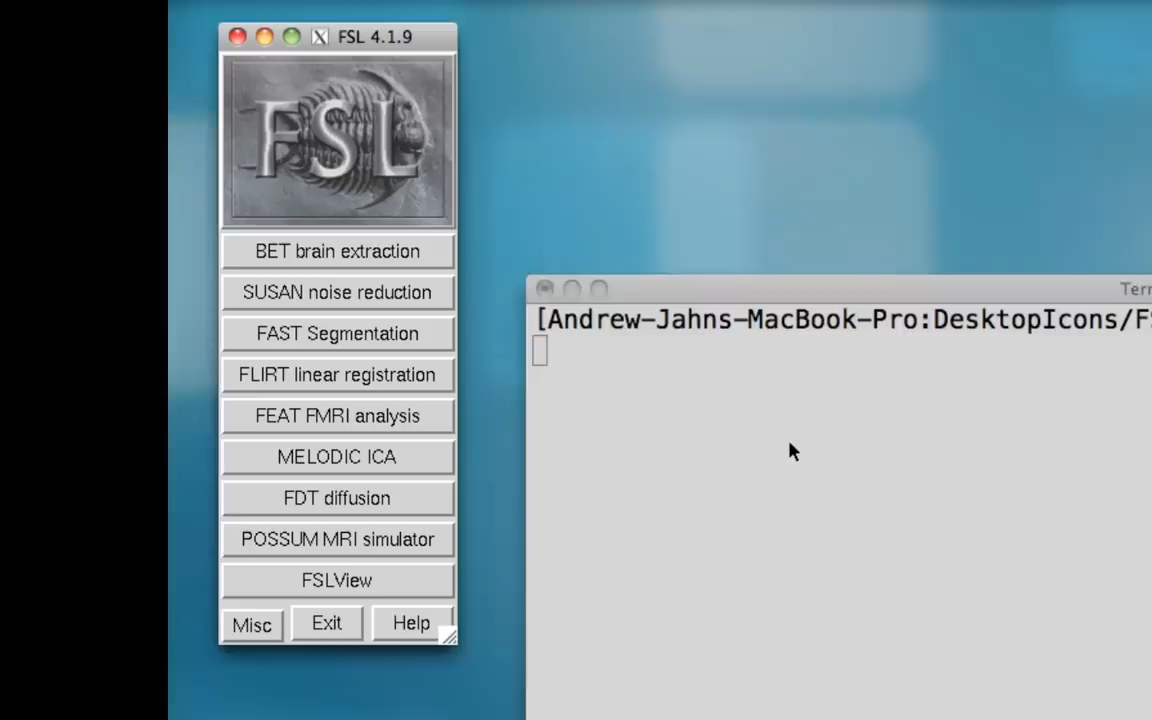 FSL 4.1.9
FSL
BET brain extraction
SUSAN noise reduction
FAST Segmentation
FLIRT linear registration
FEAT FMRI analysis
MELODIC ICA
FDT diffusion
POSSUM MRI simulator
FSLView
Misc Exit Help
Ter
[Andrew-Jahns-MacBook-Pro:DesktopIcons/F